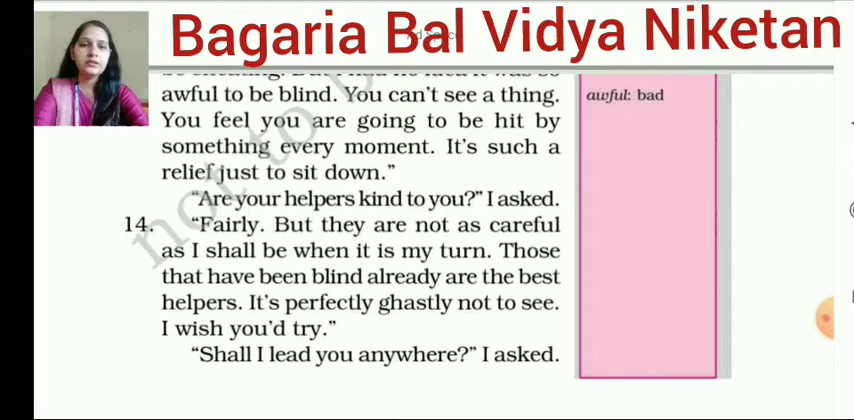 Bagaria Bal Vidya Niketan
awful to be blind. You can't see a thing.
You feel you are going to be hit by
something every moment. It's such a
relief just to sit down."
"Are your helpers kind to you?" I asked.
14. "Fairly. But they are not as careful
as I shall be when it is my turn. Those
that have been blind already are the best
helpers. It's perfectly ghastly not to see.
I wish you'd try."
"Shall I lead you anywhere?" I asked.
awful: bad
not to b